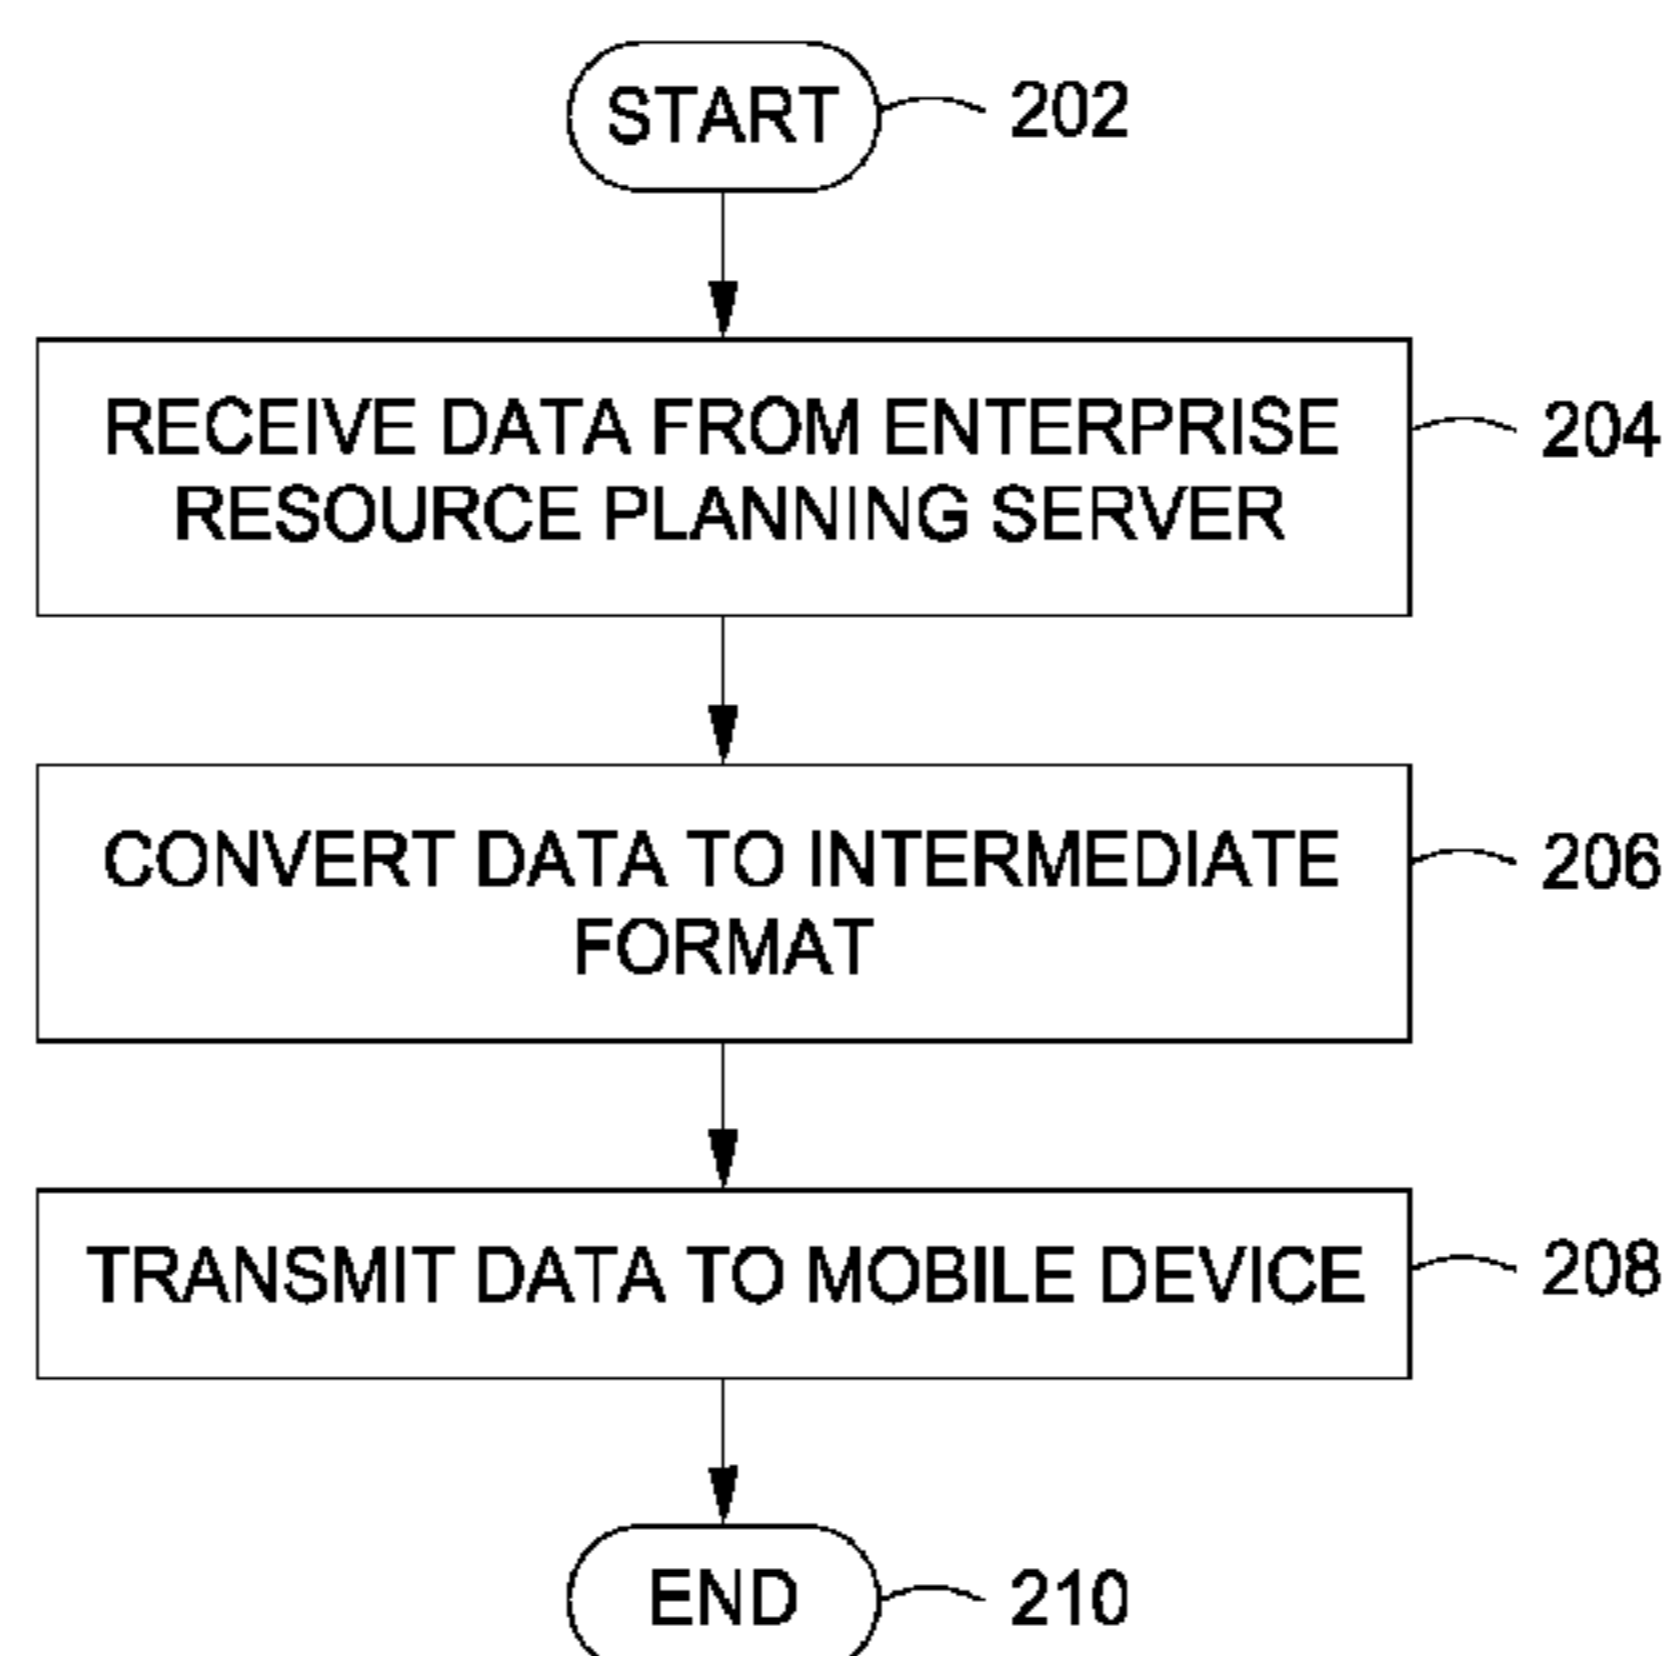 START
202
RECEIVE DATA FROM ENTERPRISE
RESOURCE PLANNING SERVER
204
CONVERT DATA TO INTERMEDIATE
FORMAT
206
TRANSMIT DATA TO MOBILE DEVICE
208
END
210